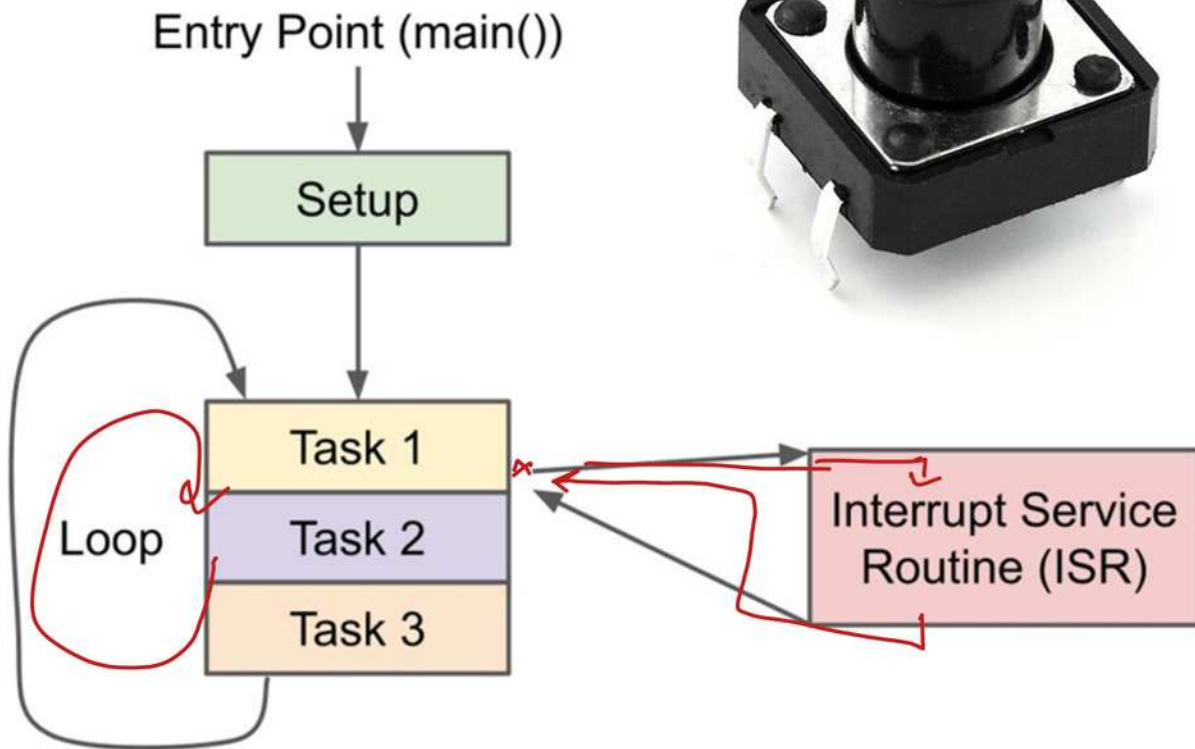 Entry Point (main())
Setup
Task 1
Loop
Task 2
Task 3
Interrupt Service
Routine (ISR)